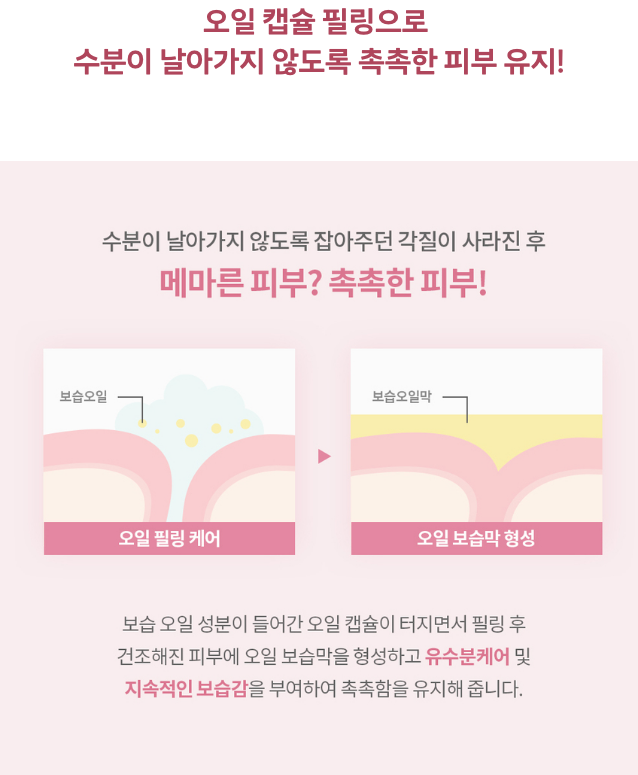 오일 캡슐 필링으로
수분이 날아가지 않도록 촉촉한 피부 유지!
수분이 날아가지 않도록 잡아주던 각질이 사라진 후
메마른 피부? 촉촉한 피부!
보습오일
보습오일막
오일 필링 케어
오일 보습막 형성
보습 오일 성분이 들어간 오일 캡슐이 터지면서 필링 후
건조해진 피부에 오일 보습막을 형성하고 유수분케어 및
지속적인 보습감을 부여하여 촉촉함을 유지해 줍니다.